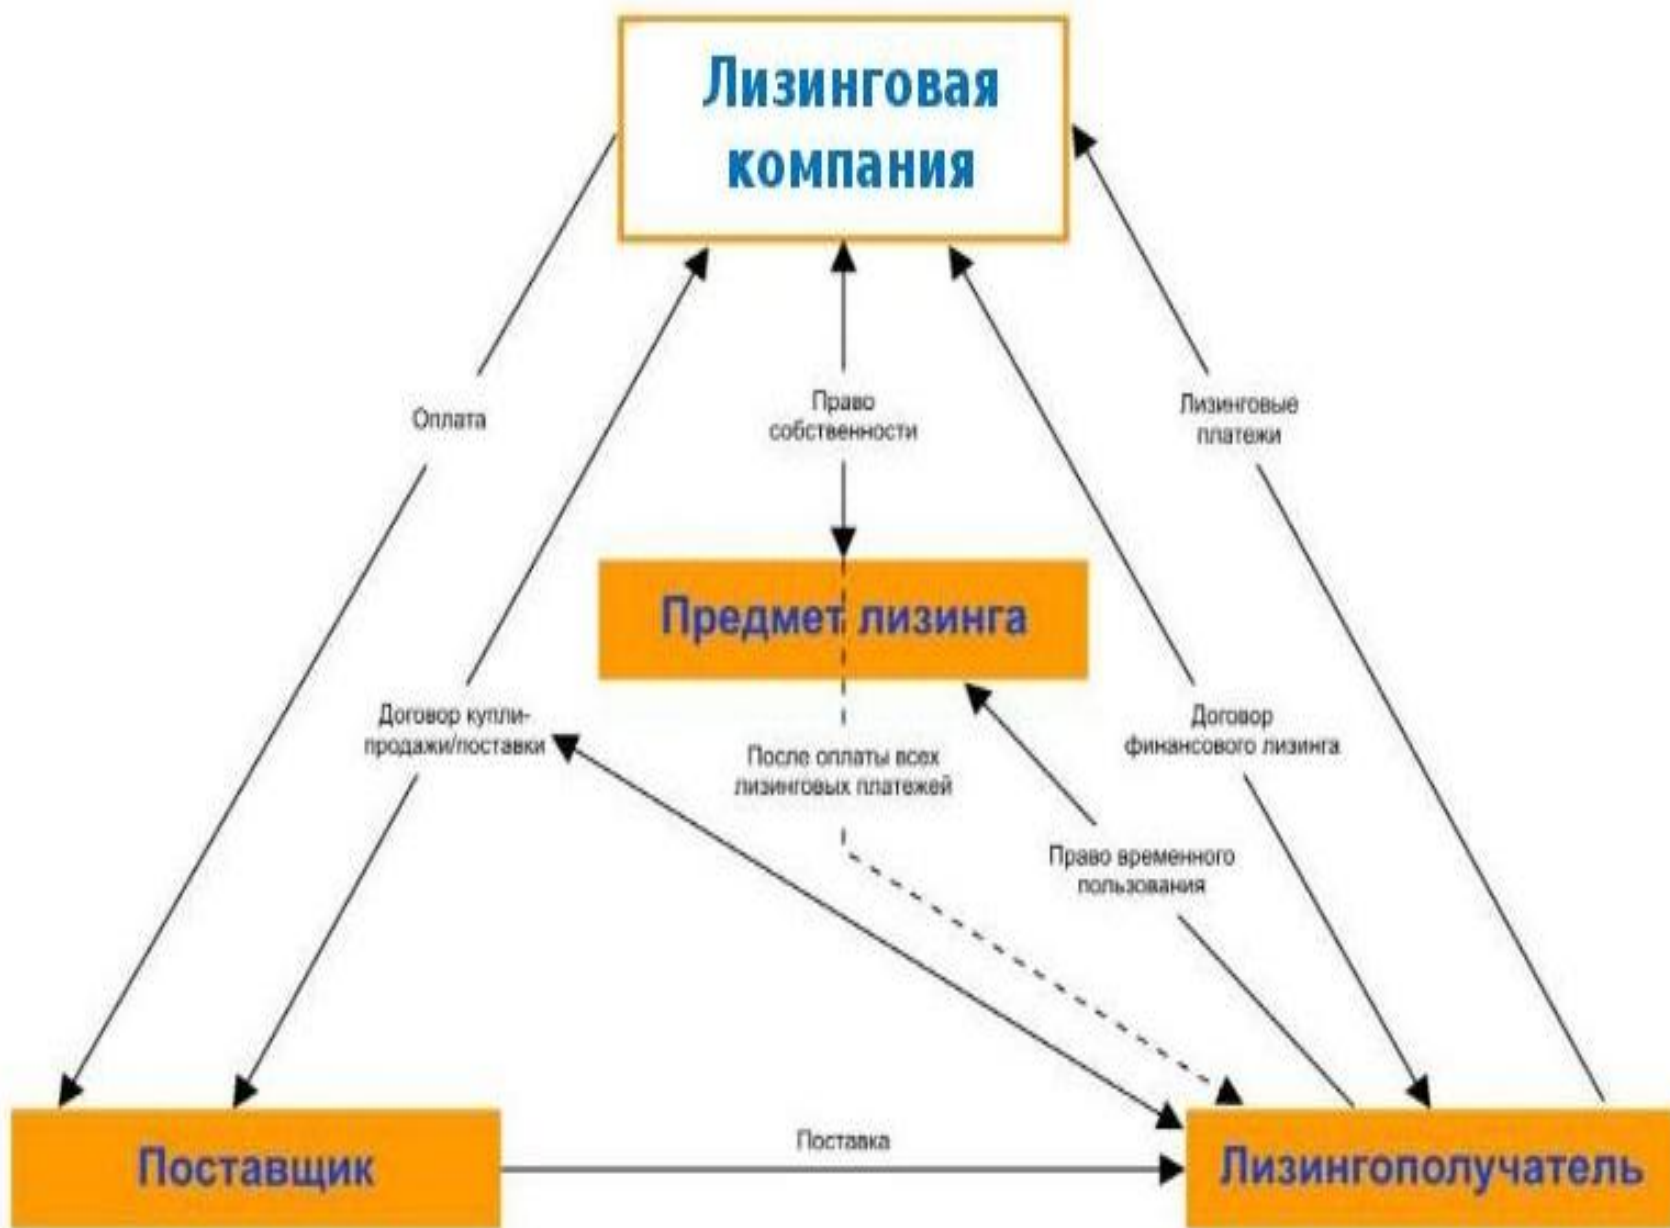 Лизинговая
компания
Оплата
Право
собственности
Лизинговые
платежи
Предмет лизинга
Договор купли-
продажи/поставки
После оплаты всех
лизинговых платежей
Договор
финансового лизинга
Право временного
пользования
Поставка
Поставщик
Лизингополучатель